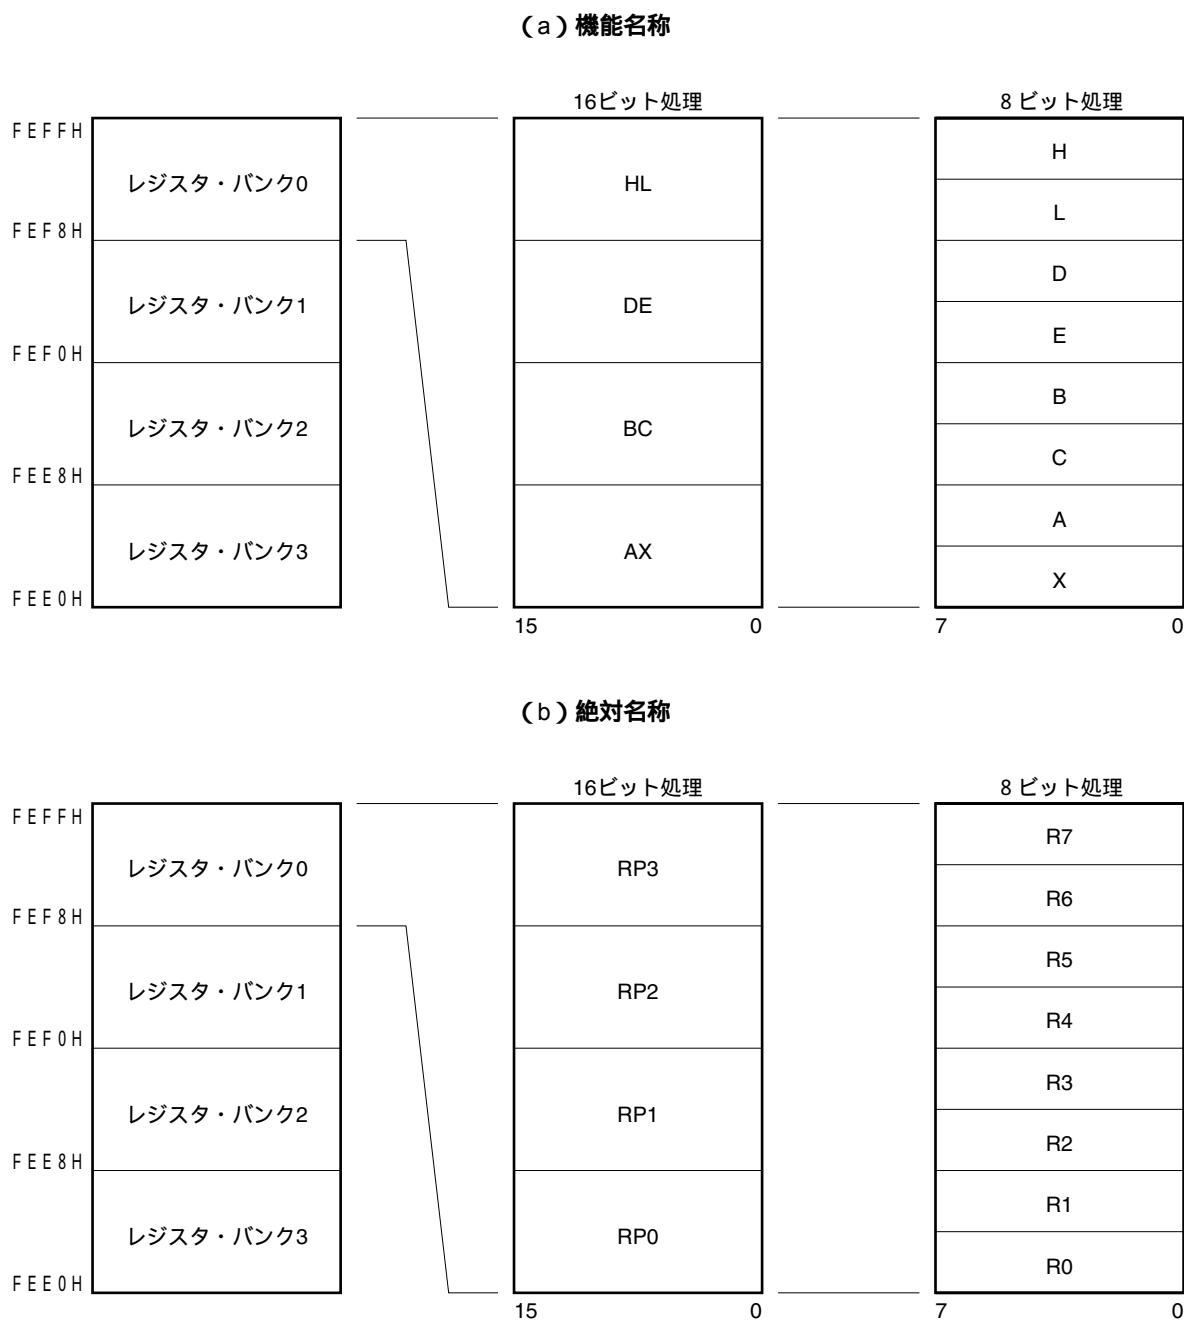 （a）機能名称
16ビット処理
8 ビット処理
FEFFH
レジスタ・バンク0
HL
H
L
FEF8H
レジスタ・バンク1
DE
D
E
FEF0H
レジスタ・バンク2
BC
B
C
FEE8H
レジスタ・バンク3
AX
A
X
FEE0H
15 0
7 0
（b）絶対名称
16ビット処理
8 ビット処理
FEFFH
レジスタ・バンク0
RP3
R7
R6
FEF8H
レジスタ・バンク1
RP2
R5
R4
FEF0H
レジスタ・バンク2
RP1
R3
R2
FEE8H
レジスタ・バンク3
RP0
R1
R0
FEE0H
15 0
7 0